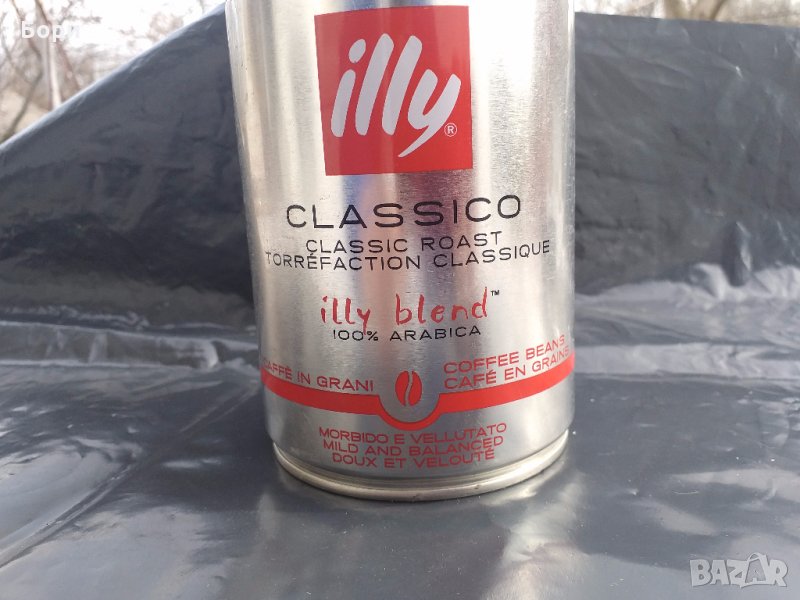 Борис
illy®
CLASSICO
CLASSIC ROAST
TORRÉFACTION CLASSIQUE
illy blend™
100% ARABICA
CAFFÈ IN GRANI
COFFEE BEANS
CAFÉ EN GRAINS
MORBIDO E VELLUTATO
MILD AND BALANCED
DOUX ET VELOUTÉ
BAZAR